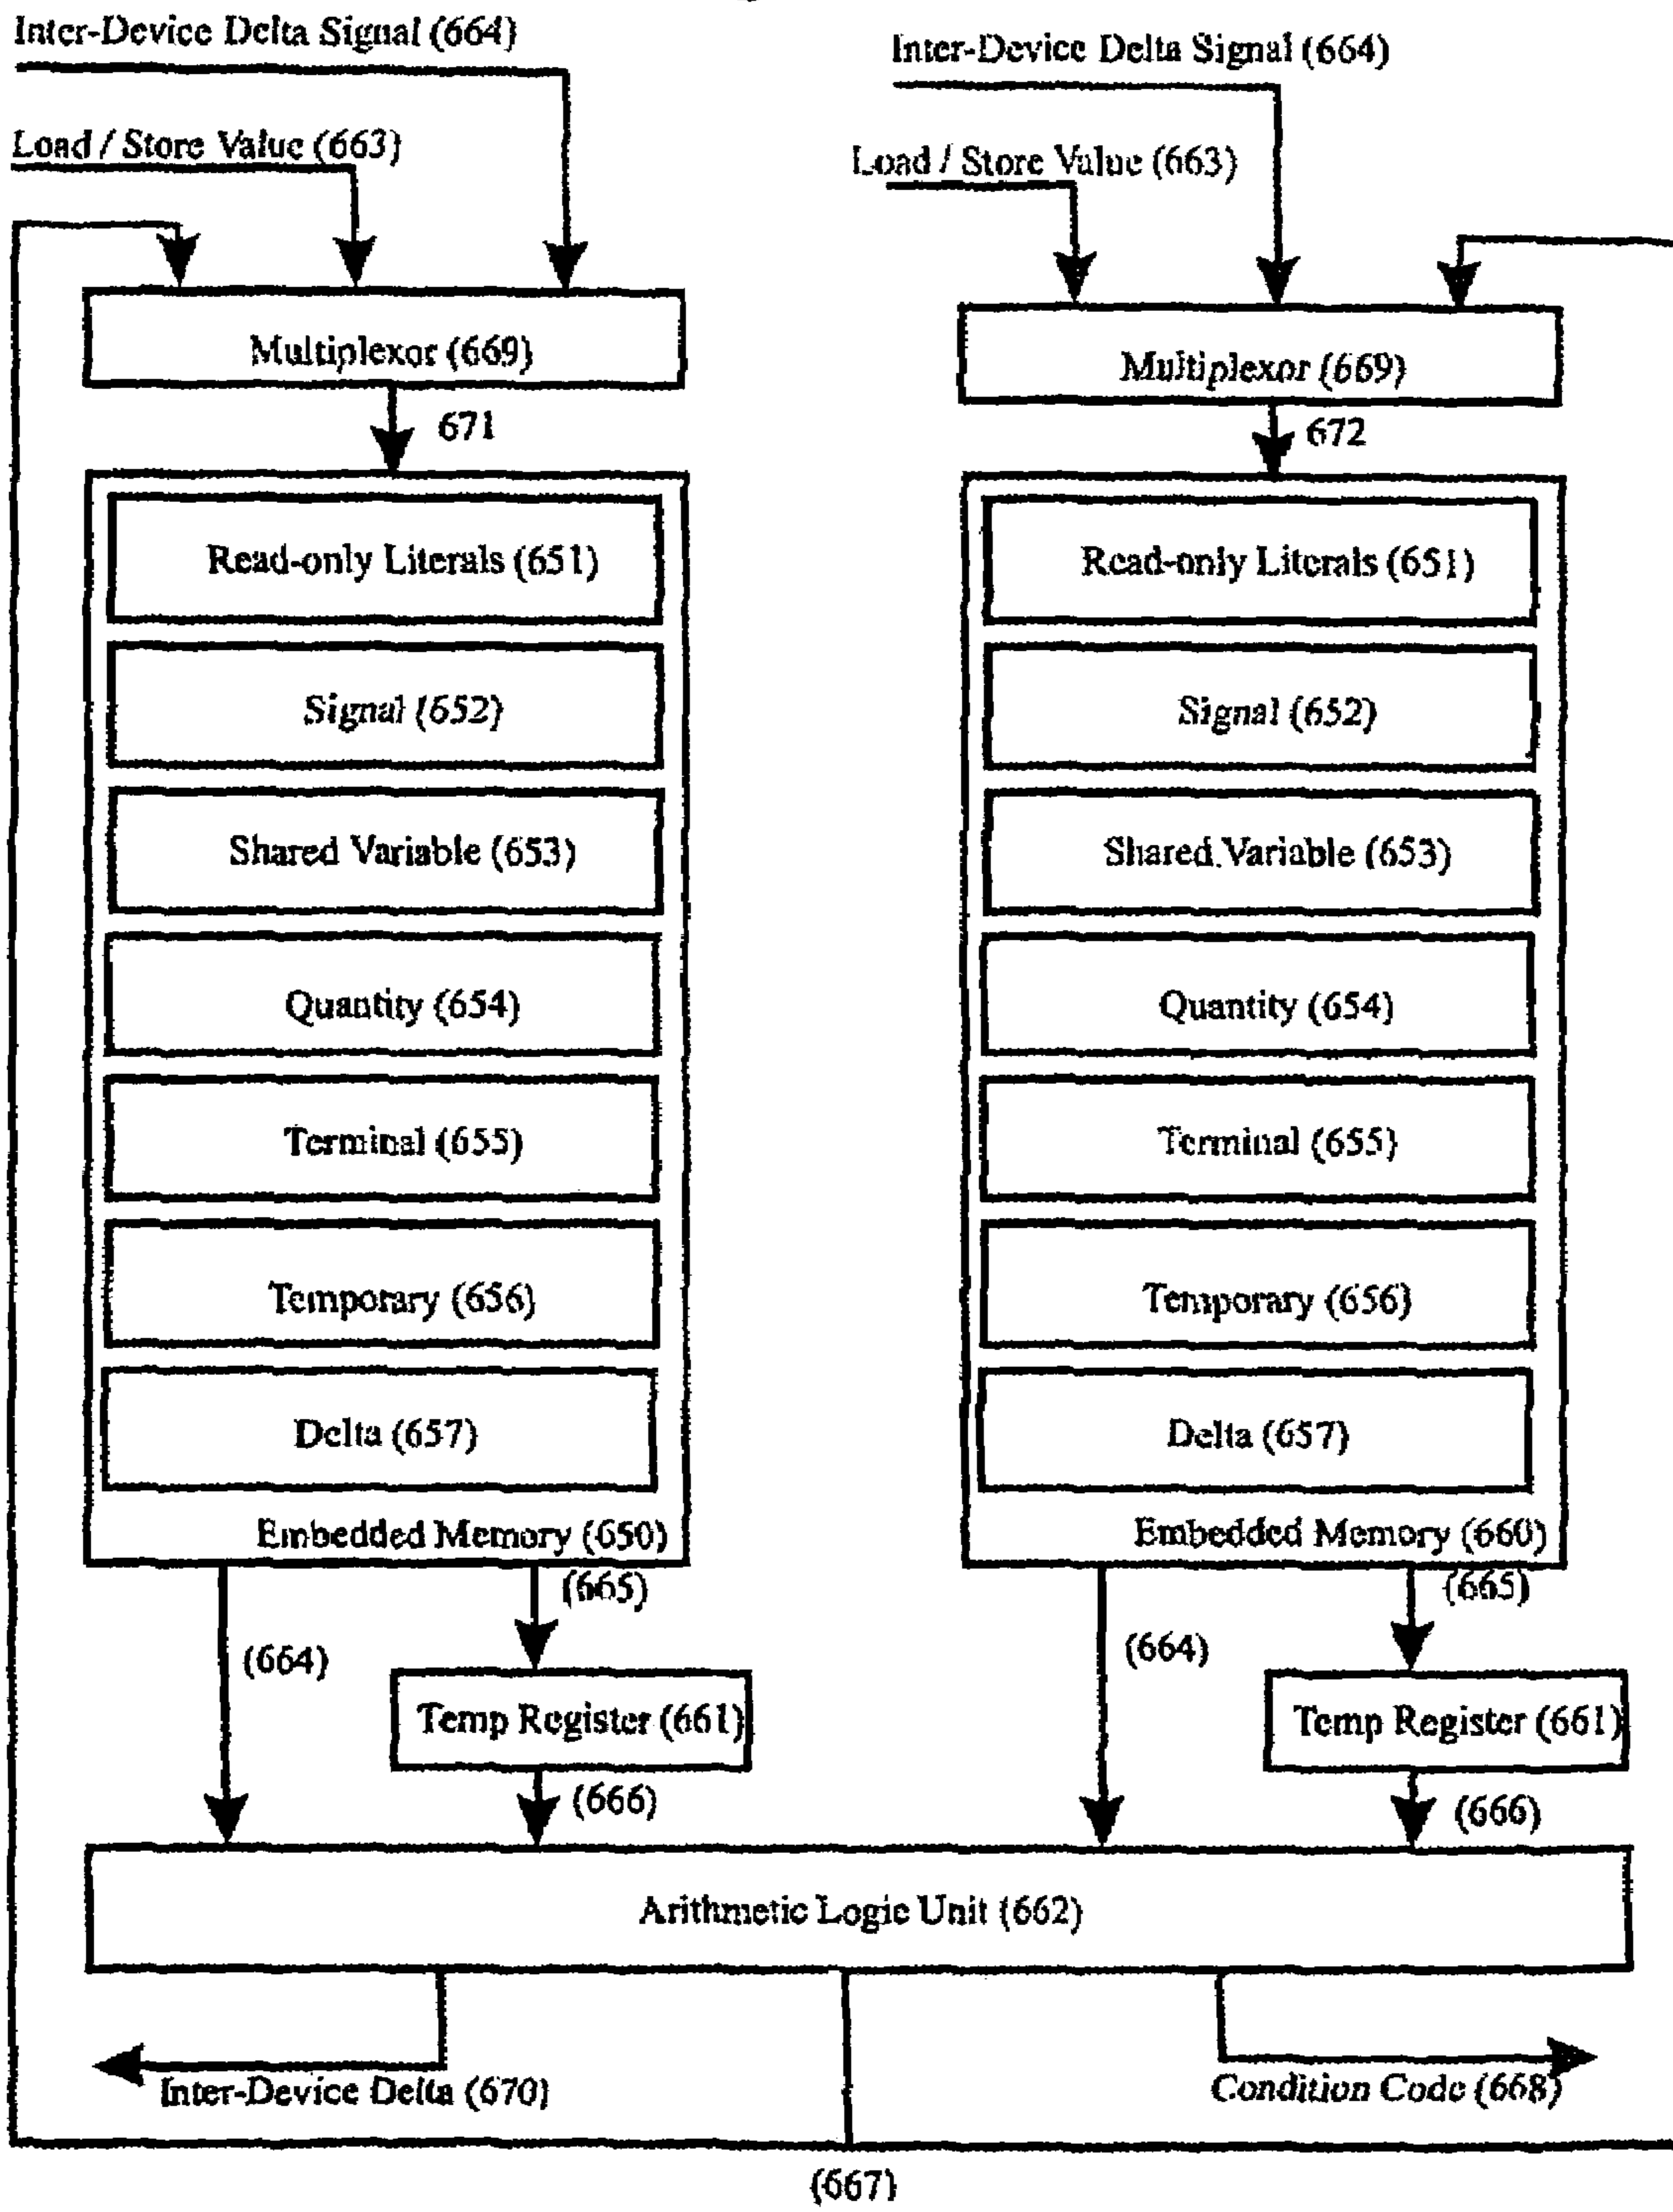 Inter-Device Delta Signal (664)
Load / Store Value (663)
Multiplexor (669)
671
Read-only Literals (651)
Signal (652)
Shared Variable (653)
Quantity (654)
Terminal (655)
Temporary (656)
Delta (657)
Embedded Memory (650)
(665)
(664)
Temp Register (661)
(666)
Inter-Device Delta Signal (664)
Load / Store Value (663)
Multiplexor (669)
672
Read-only Literals (651)
Signal (652)
Shared Variable (653)
Quantity (654)
Terminal (655)
Temporary (656)
Delta (657)
Embedded Memory (660)
(665)
(664)
Temp Register (661)
(666)
Arithmetic Logic Unit (662)
Inter-Device Delta (670)
Condition Code (668)
(667)